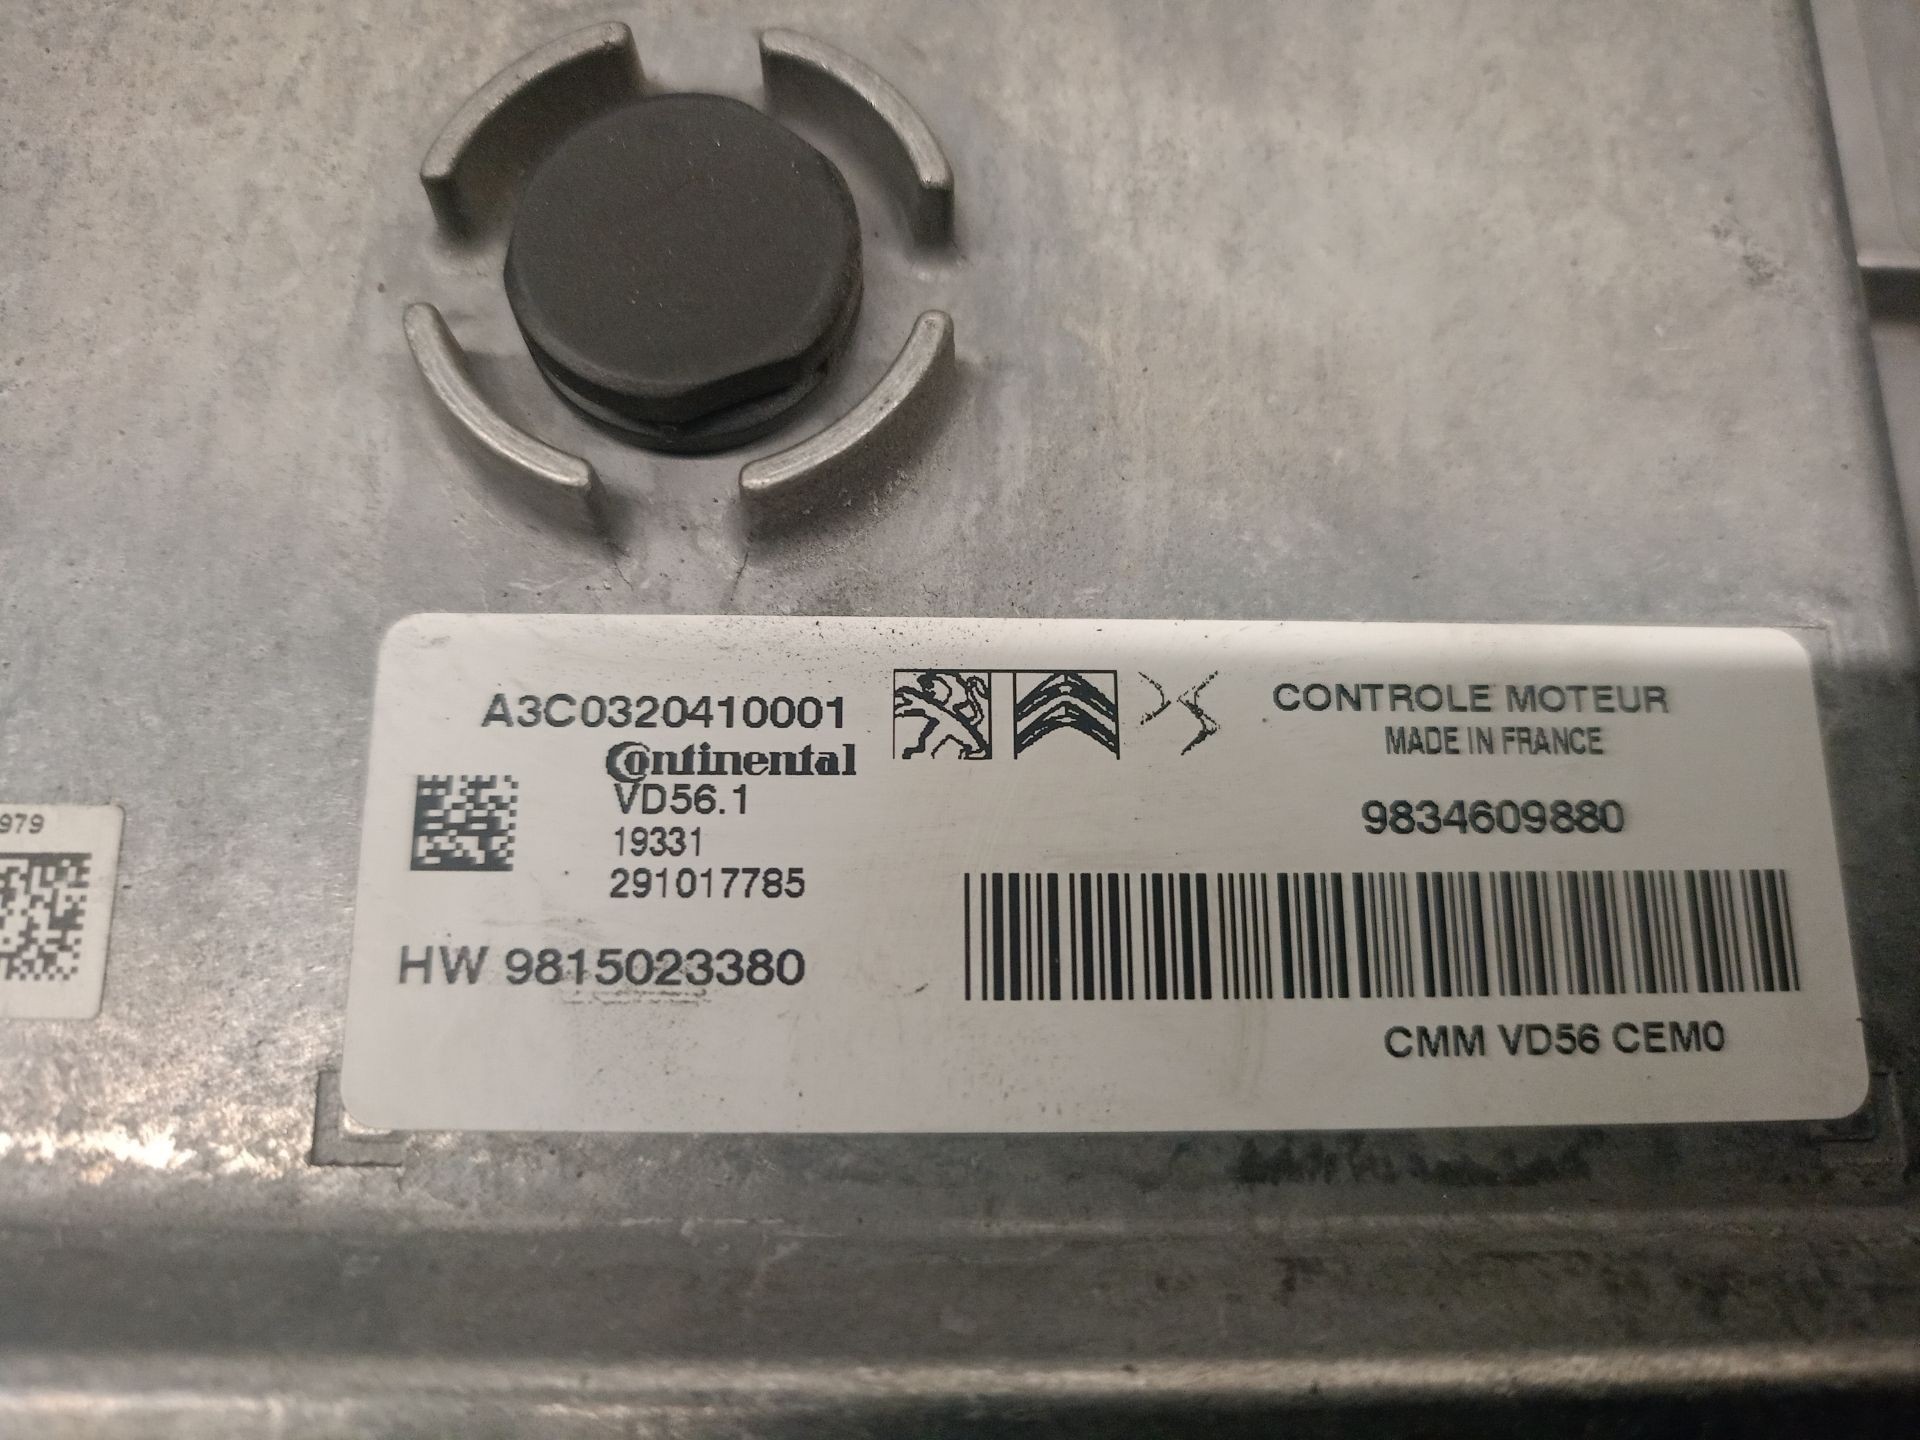 A3C0320410001
Continental
VD56.1
19331
291017785
HW 9815023380
CONTROLE MOTEUR
MADE IN FRANCE
9834609880
CMM VD56 CEM0
979